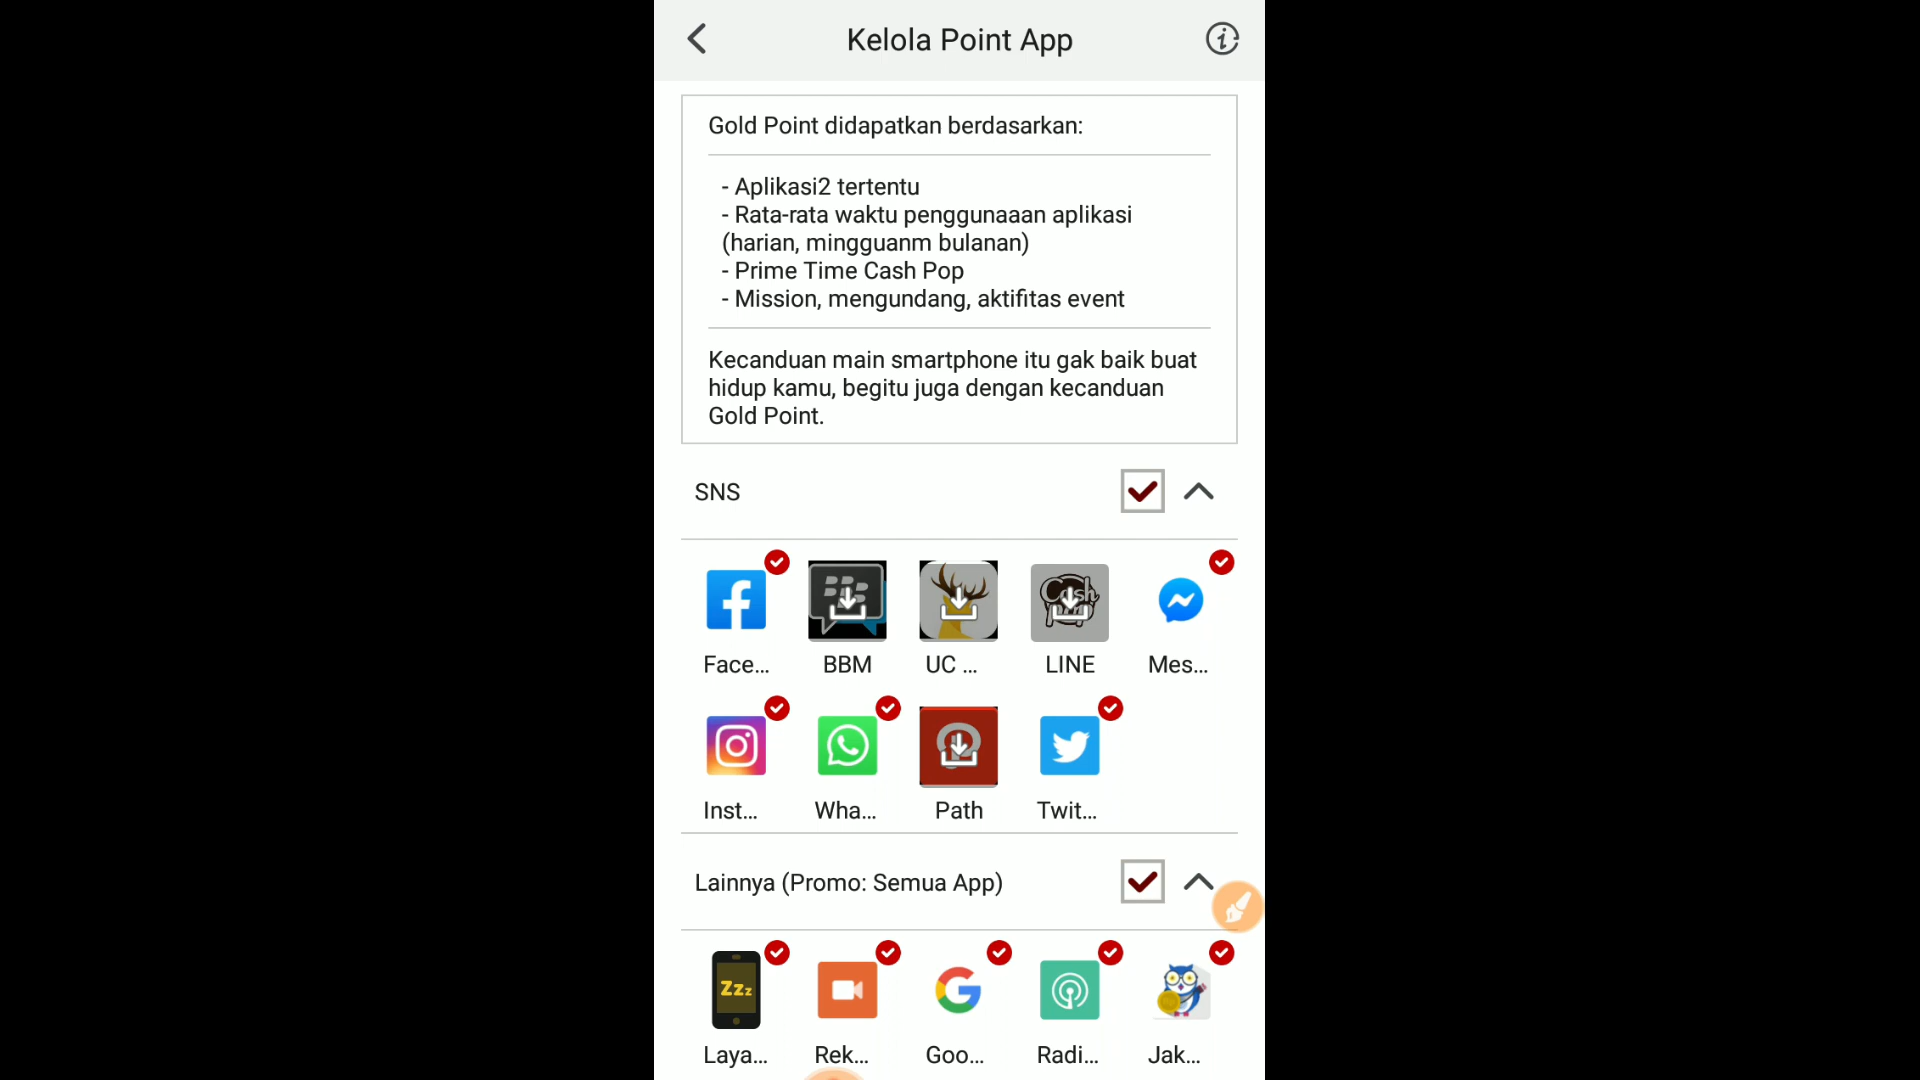 Kelola Point App
Gold Point didapatkan berdasarkan:
- Aplikasi2 tertentu
- Rata-rata waktu penggunaaan aplikasi
(harian, mingguanm bulanan)
- Prime Time Cash Pop
- Mission, mengundang, aktifitas event
Kecanduan main smartphone itu gak baik buat
hidup kamu, begitu juga dengan kecanduan
Gold Point.
SNS
Face... BBM UC ... LINE Mes...
Inst... Wha... Path Twit...
Lainnya (Promo: Semua App)
Zzz
Laya... Rek... Goo... Radi... Jak...